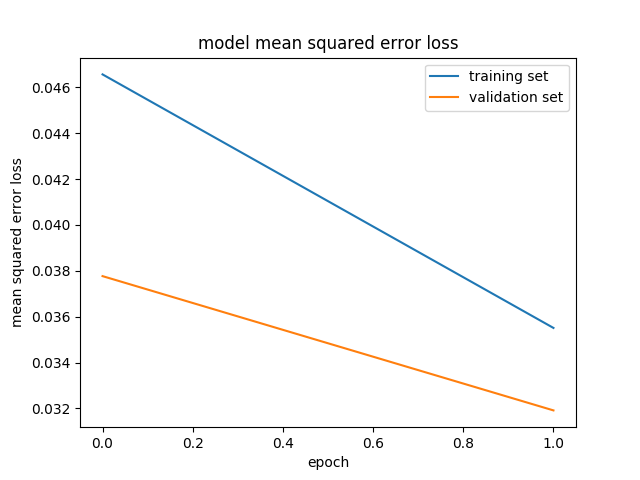 model mean squared error loss
training set
validation set
mean squared error loss
0.046
0.044
0.042
0.040
0.038
0.036
0.034
0.032
0.0 0.2 0.4 0.6 0.8 1.0
epoch